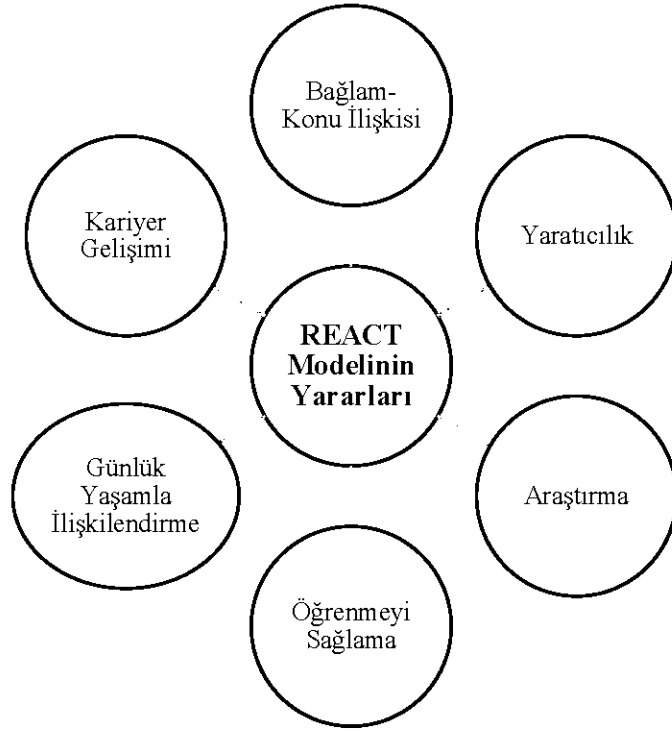 Bağlam-
Konu İlişkisi
Kariyer
Gelişimi
Yaratıcılık
REACT
Modelinin
Yararları
Günlük
Yaşamla
İlişkilendirme
Araştırma
Öğrenmeyi
Sağlama